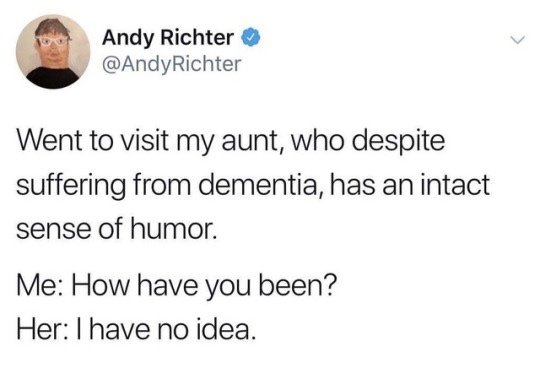 Andy Richter
@AndyRichter
Went to visit my aunt, who despite
suffering from dementia, has an intact
sense of humor.
Me: How have you been?
Her: I have no idea.